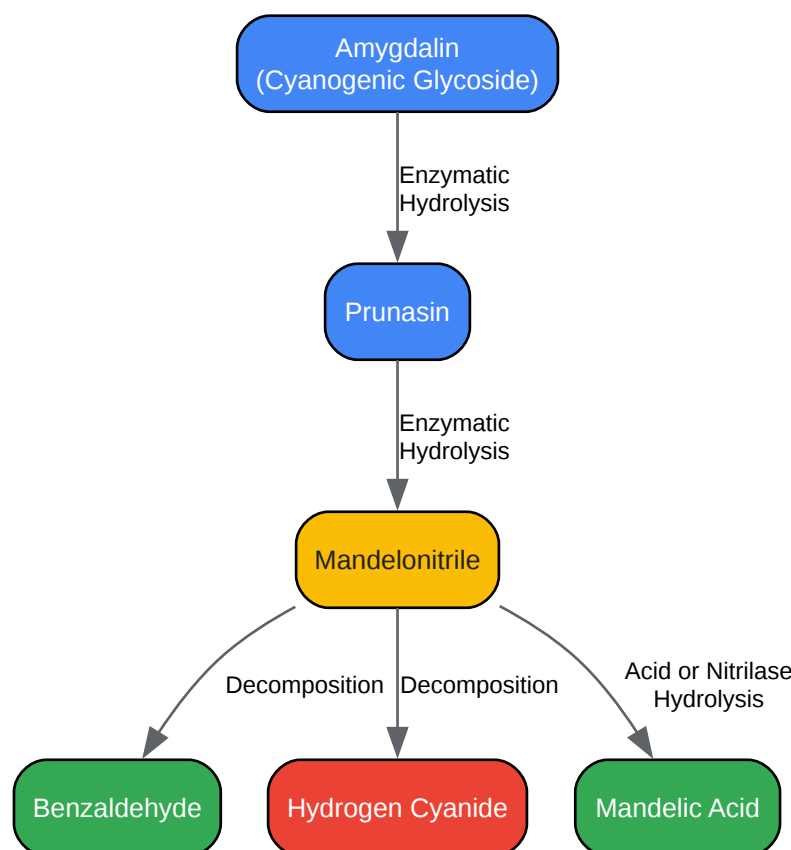 Amygdalin
(Cyanogenic Glycoside)
Enzymatic
Hydrolysis
Prunasin
Enzymatic
Hydrolysis
Mandelonitrile
Decomposition
Decomposition
Acid or Nitrilase
Hydrolysis
Benzaldehyde
Hydrogen Cyanide
Mandelic Acid